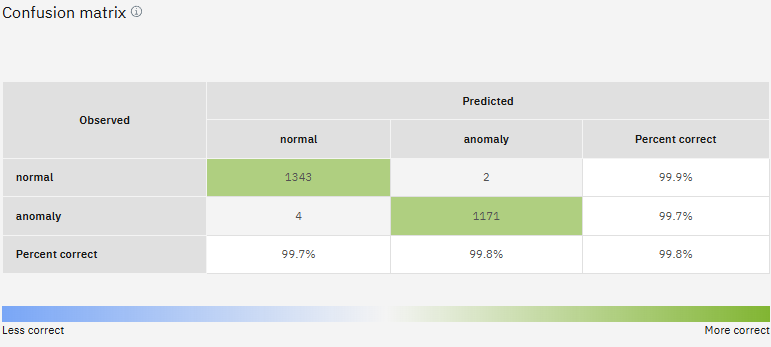 Confusion matrix
Observed Predicted
normal anomaly Percent correct
normal 1343 2 99.9%
anomaly 4 1171 99.7%
Percent correct 99.7% 99.8% 99.8%
Less correct More correct